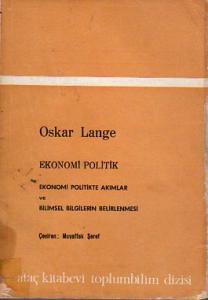 Oskar Lange
EKONOMİ POLİTİK
EKONOMİ POLİTİKTE AKIMLAR
ve
BİLİMSEL BİLGİLERİN BELİRLENMESİ
Çeviren: Muvaffak Şeref
ataç kitabevi toplumbilim dizisi